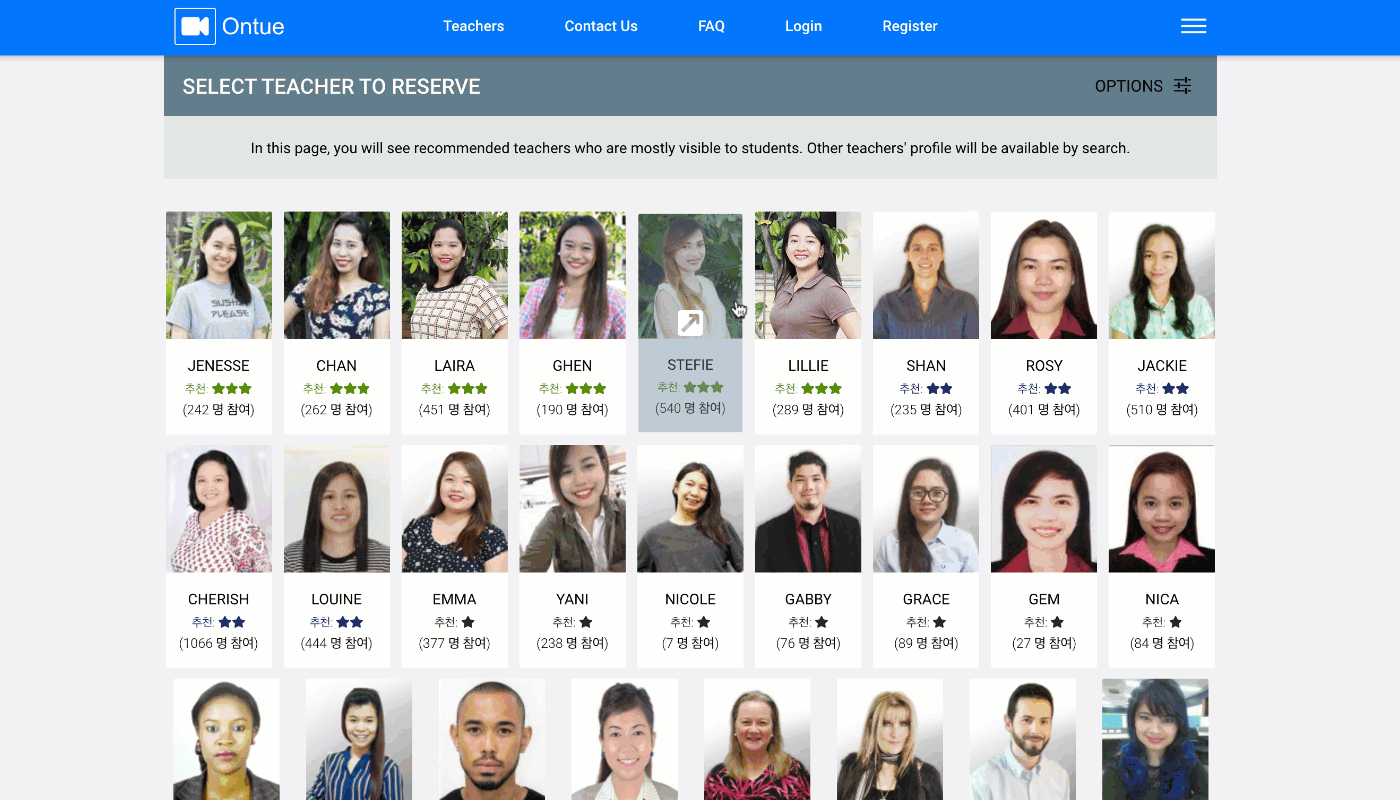 Ontue
Teachers Contact Us FAQ Login Register
SELECT TEACHER TO RESERVE
OPTIONS
In this page, you will see recommended teachers who are mostly visible to students. Other teachers' profile will be available by search.
SUSHI
PLEASE
JENESSE CHAN LAIRA GHEN STEFIE LILLIE SHAN ROSY JACKIE
추천: 추천: 추천: 추천: 추천: 추천: 추천: 추천: 추천:
(242 명 참여) (262 명 참여) (451 명 참여) (190 명 참여) (540 명 참여) (289 명 참여) (235 명 참여) (401 명 참여) (510 명 참여)
CHERISH LOUINE EMMA YANI NICOLE GABBY GRACE GEM NICA
추천: 추천: 추천: 추천: 추천: 추천: 추천: 추천: 추천:
(1066 명 참여) (444 명 참여) (377 명 참여) (238 명 참여) (7 명 참여) (76 명 참여) (89 명 참여) (27 명 참여) (84 명 참여)